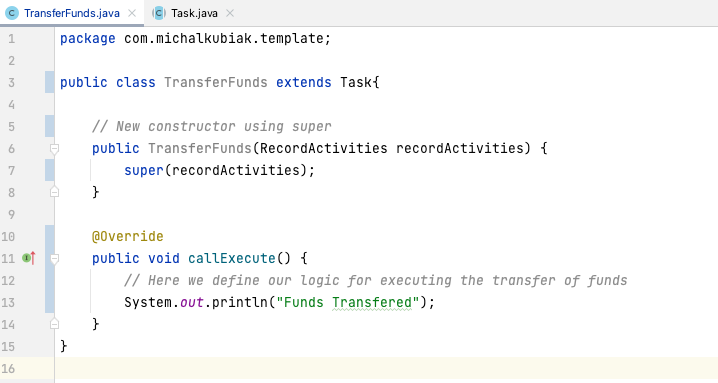 TransferFunds.java Task.java
1 package com.michalkubiak.template;
2
3 public class TransferFunds extends Task{
4
5 // New constructor using super
6 public TransferFunds(RecordActivities recordActivities) {
7 super(recordActivities);
8 }
9
10 @Override
11 public void callExecute() {
12 // Here we define our logic for executing the transfer of funds
13 System.out.println("Funds Transfered");
14 }
15 }
16